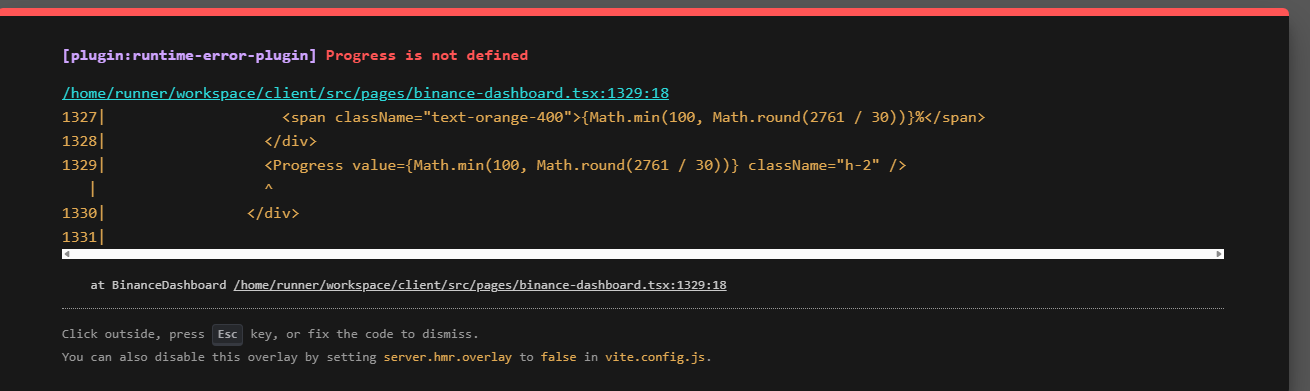 [plugin:runtime-error-plugin] Progress is not defined
/home/runner/workspace/client/src/pages/binance-dashboard.tsx:1329:18
1327|                    <span className="text-orange-400">{Math.min(100, Math.round(2761 / 30))}%</span>
1328|                  </div>
1329|                  <Progress value={Math.min(100, Math.round(2761 / 30))} className="h-2" />
   |                   ^
1330|                </div>
1331|
at BinanceDashboard /home/runner/workspace/client/src/pages/binance-dashboard.tsx:1329:18
Click outside, press Esc key, or fix the code to dismiss.
You can also disable this overlay by setting server.hmr.overlay to false in vite.config.js.